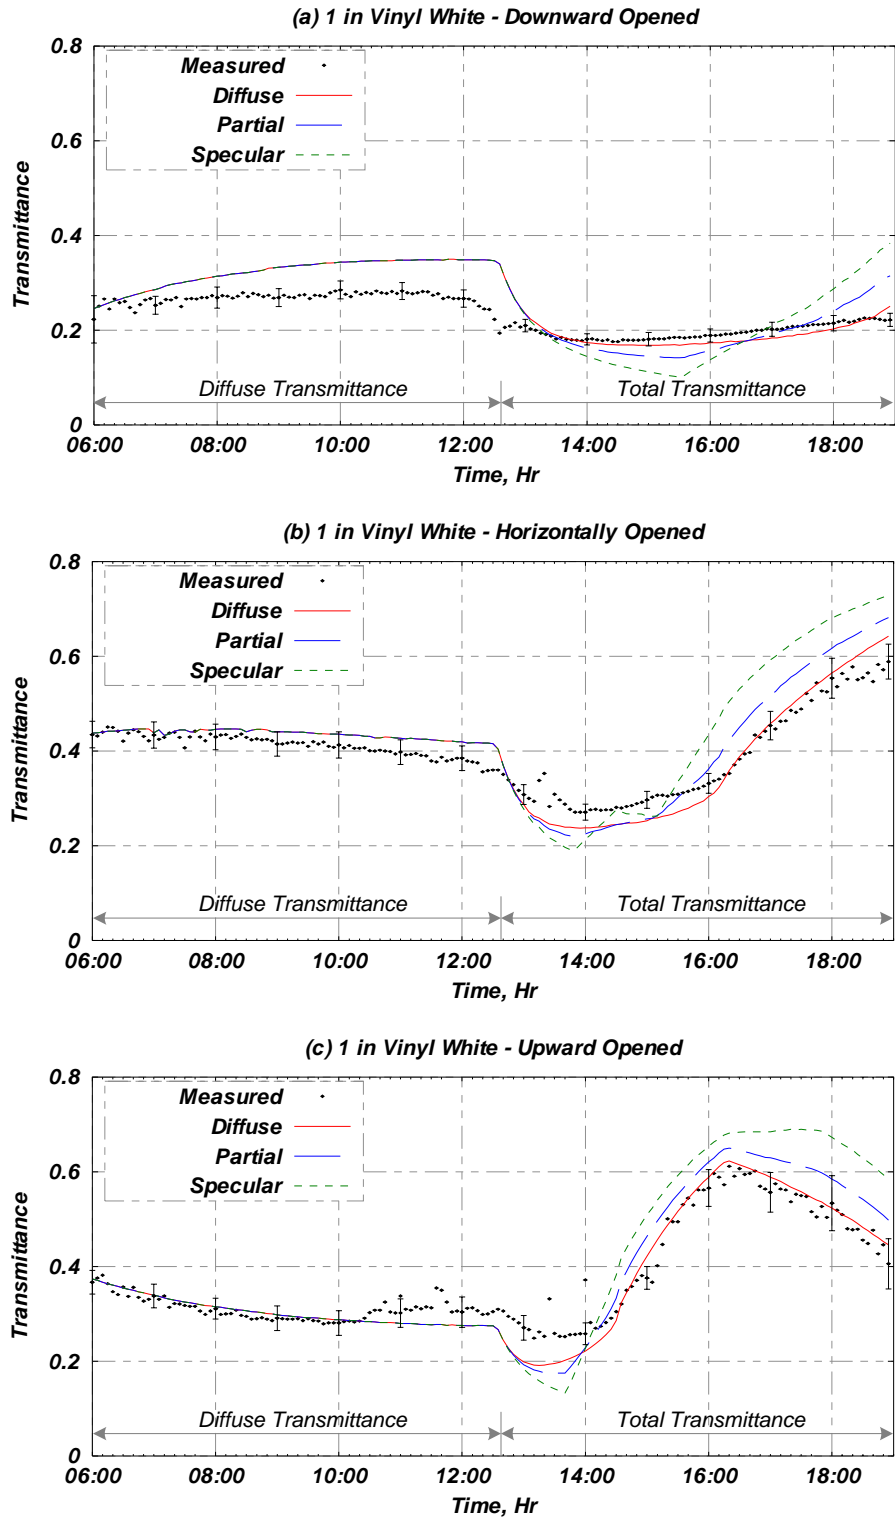 (a) 1 in Vinyl White - Downward Opened
0.8
Measured
Diffuse
Partial
Specular
0.6
0.4
0.2
0
Transmittance
Diffuse Transmittance
Total Transmittance
06:00 08:00 10:00 12:00 14:00 16:00 18:00
Time, Hr
(b) 1 in Vinyl White - Horizontally Opened
0.8
Measured
Diffuse
Partial
Specular
0.6
0.4
0.2
0
Transmittance
Diffuse Transmittance
Total Transmittance
06:00 08:00 10:00 12:00 14:00 16:00 18:00
Time, Hr
(c) 1 in Vinyl White - Upward Opened
0.8
Measured
Diffuse
Partial
Specular
0.6
0.4
0.2
0
Transmittance
Diffuse Transmittance
Total Transmittance
06:00 08:00 10:00 12:00 14:00 16:00 18:00
Time, Hr